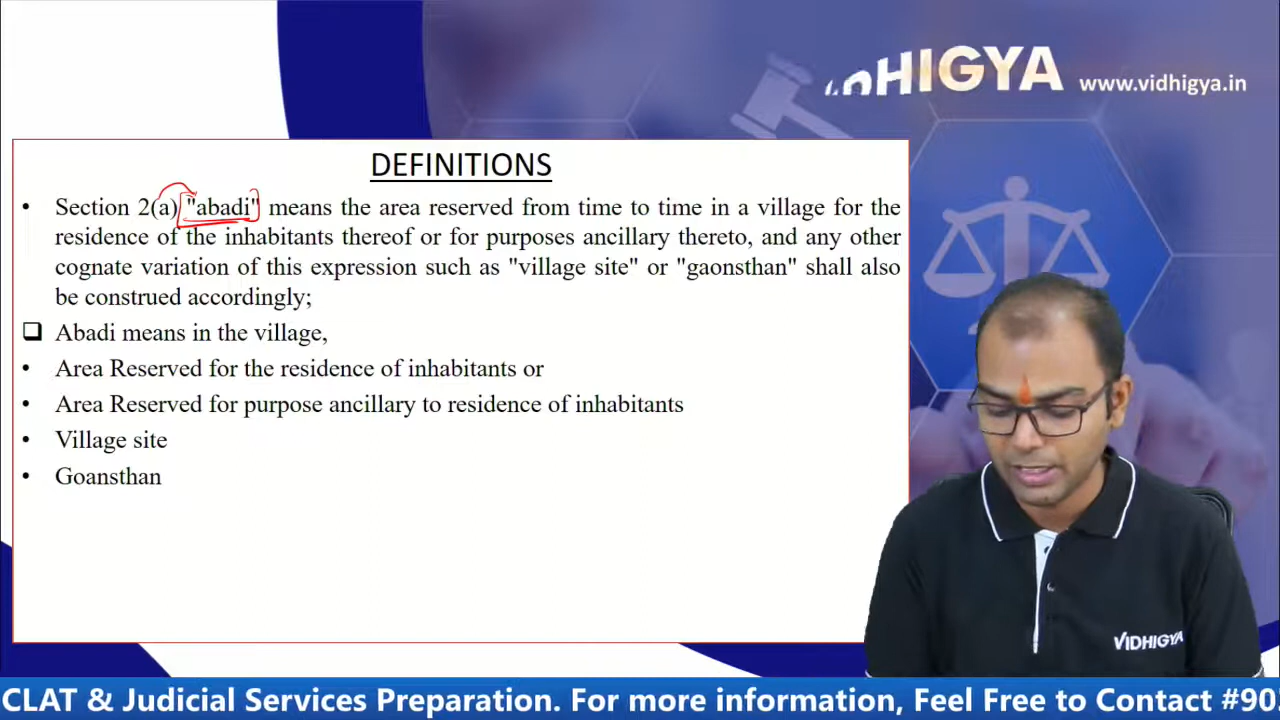 VIDHIGYA www.vidhigya.in
DEFINITIONS
• Section 2(a) "abadi" means the area reserved from time to time in a village for the
residence of the inhabitants thereof or for purposes ancillary thereto, and any other
cognate variation of this expression such as "village site" or "gaonsthan" shall also
be construed accordingly;
❑ Abadi means in the village,
• Area Reserved for the residence of inhabitants or
• Area Reserved for purpose ancillary to residence of inhabitants
• Village site
• Goansthan
VIDHIGYA
CLAT & Judicial Services Preparation. For more information, Feel Free to Contact #90